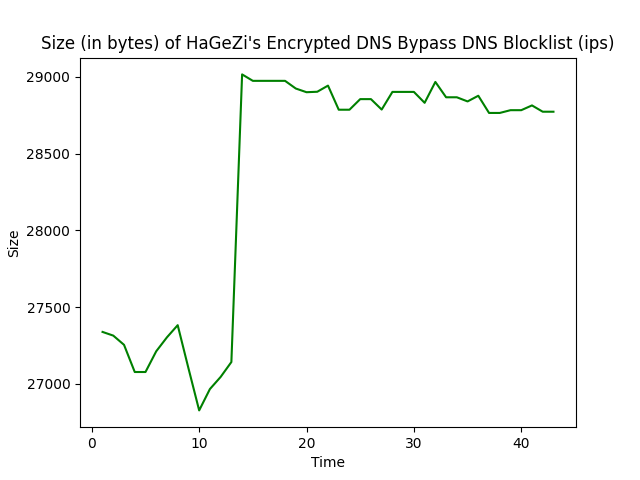 Size (in bytes) of HaGeZi's Encrypted DNS Bypass DNS Blocklist (ips)
29000
28500
28000
27500
27000
Size
0 10 20 30 40
Time